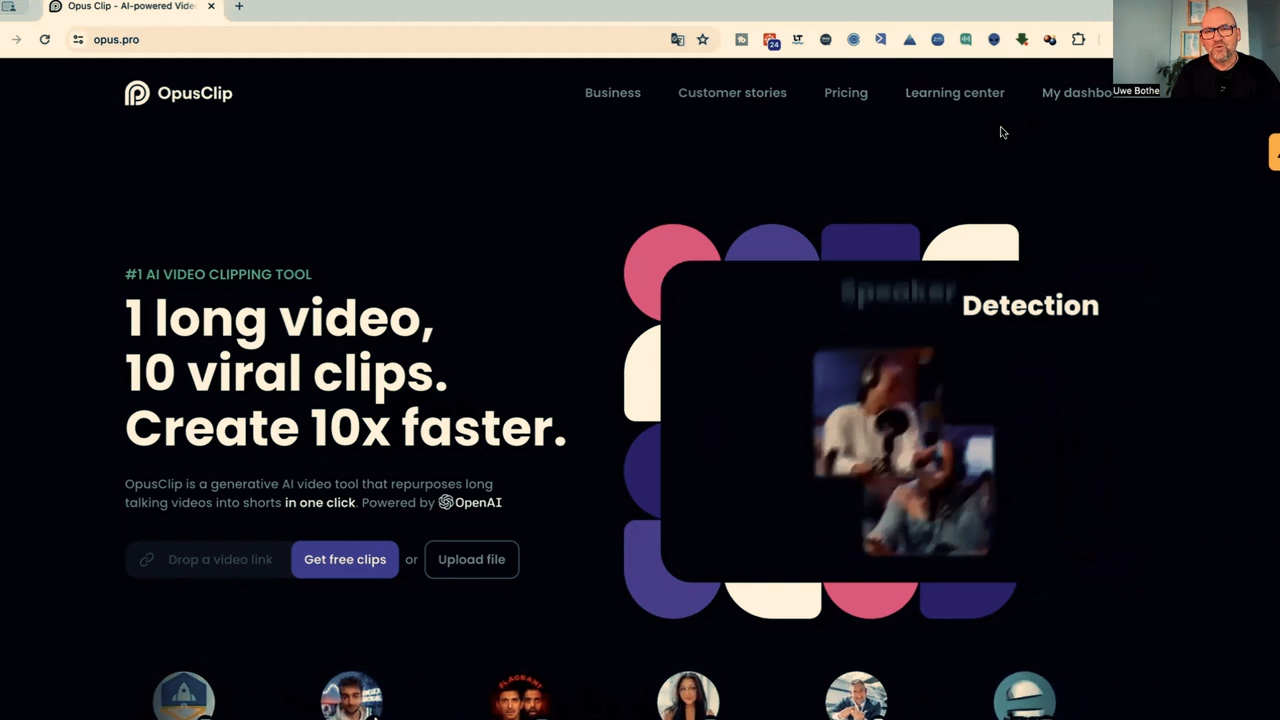 Opus Clip - AI-powered Vide
opus.pro
24
Uwe Bothe
OpusClip
Business
Customer stories
Pricing
Learning center
My dashbo
#1 AI VIDEO CLIPPING TOOL
1 long video,
10 viral clips.
Create 10x faster.
OpusClip is a generative AI video tool that repurposes long
talking videos into shorts in one click. Powered by OpenAI
Drop a video link
Get free clips
or
Upload file
Speaker
Detection
FLAGRANT